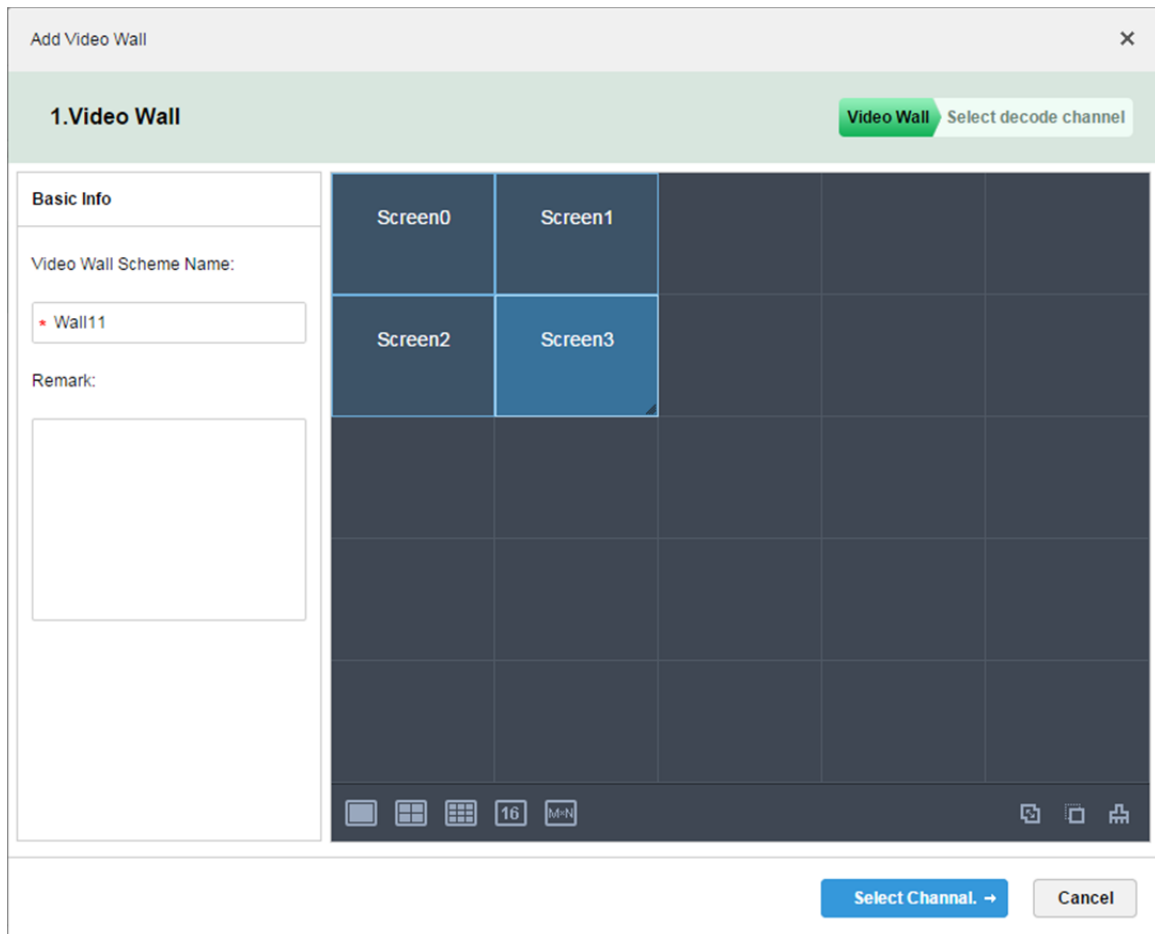 Add Video Wall
1.Video Wall
Video Wall Select decode channel
Basic Info
Video Wall Scheme Name:
* Wall11
Remark:
Screen0 Screen1
Screen2 Screen3
16 M×N
Select Channal. → Cancel